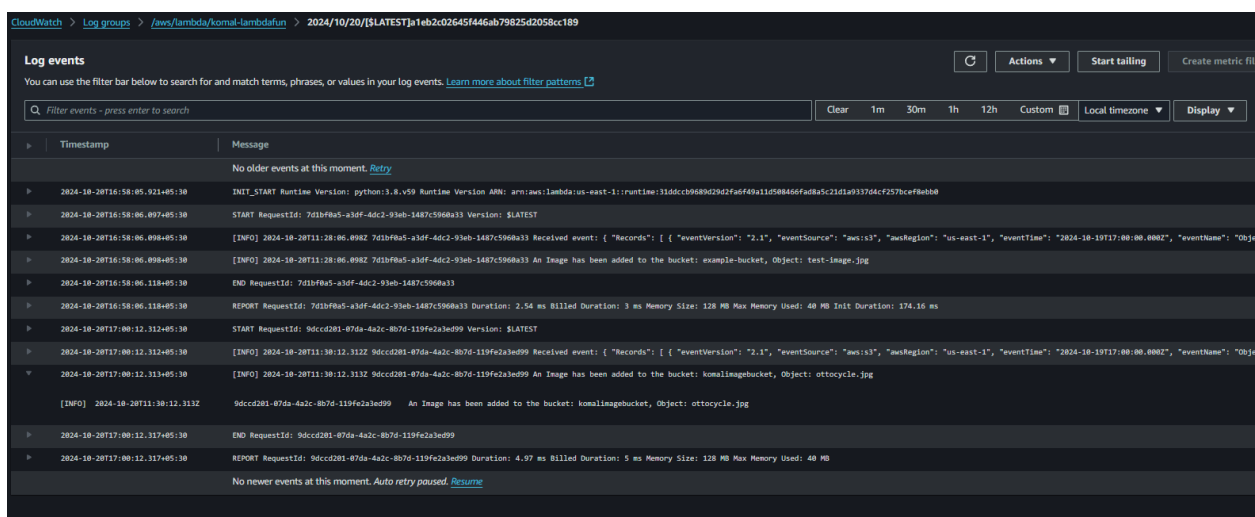 CloudWatch > Log groups > /aws/lambda/komal-lambdafun > 2024/10/20/[$LATEST]a1eb2c02645f446ab79825d2058cc189
Log events
Actions ▼ Start tailing Create metric fil
You can use the filter bar below to search for and match terms, phrases, or values in your log events. Learn more about filter patterns
Filter events - press enter to search
Clear 1m 30m 1h 12h Custom Local timezone ▼ Display ▼
Timestamp Message
No older events at this moment. Retry
2024-10-20T16:58:05.921+05:30 INIT_START Runtime Version: python:3.8.v59 Runtime Version ARN: arn:aws:lambda:us-east-1::runtime:31ddccb9689d29d2fa6f49a11d508466fad8a5c21d1a9337d4cf257bcef8ebb0
2024-10-20T16:58:06.097+05:30 START RequestId: 7d1bf0a5-a3df-4dc2-93eb-1487c5960a33 Version: $LATEST
2024-10-20T16:58:06.098+05:30 [INFO] 2024-10-20T11:28:06.098Z 7d1bf0a5-a3df-4dc2-93eb-1487c5960a33 Received event: { "Records": [ { "eventVersion": "2.1", "eventSource": "aws:s3", "awsRegion": "us-east-1", "eventTime": "2024-10-19T17:00:00.000Z", "eventName": "Obje
2024-10-20T16:58:06.098+05:30 [INFO] 2024-10-20T11:28:06.098Z 7d1bf0a5-a3df-4dc2-93eb-1487c5960a33 An Image has been added to the bucket: example-bucket, Object: test-image.jpg
2024-10-20T16:58:06.118+05:30 END RequestId: 7d1bf0a5-a3df-4dc2-93eb-1487c5960a33
2024-10-20T16:58:06.118+05:30 REPORT RequestId: 7d1bf0a5-a3df-4dc2-93eb-1487c5960a33 Duration: 2.54 ms Billed Duration: 3 ms Memory Size: 128 MB Max Memory Used: 40 MB Init Duration: 174.16 ms
2024-10-20T17:00:12.312+05:30 START RequestId: 9dccd201-07da-4a2c-8b7d-119fe2a3ed99 Version: $LATEST
2024-10-20T17:00:12.312+05:30 [INFO] 2024-10-20T11:30:12.312Z 9dccd201-07da-4a2c-8b7d-119fe2a3ed99 Received event: { "Records": [ { "eventVersion": "2.1", "eventSource": "aws:s3", "awsRegion": "us-east-1", "eventTime": "2024-10-19T17:00:00.000Z", "eventName": "Obje
2024-10-20T17:00:12.313+05:30 [INFO] 2024-10-20T11:30:12.313Z 9dccd201-07da-4a2c-8b7d-119fe2a3ed99 An Image has been added to the bucket: komalimagebucket, Object: ottocycle.jpg
[INFO] 2024-10-20T11:30:12.313Z 9dccd201-07da-4a2c-8b7d-119fe2a3ed99 An Image has been added to the bucket: komalimagebucket, Object: ottocycle.jpg
2024-10-20T17:00:12.317+05:30 END RequestId: 9dccd201-07da-4a2c-8b7d-119fe2a3ed99
2024-10-20T17:00:12.317+05:30 REPORT RequestId: 9dccd201-07da-4a2c-8b7d-119fe2a3ed99 Duration: 4.97 ms Billed Duration: 5 ms Memory Size: 128 MB Max Memory Used: 40 MB
No newer events at this moment. Auto retry paused. Resume